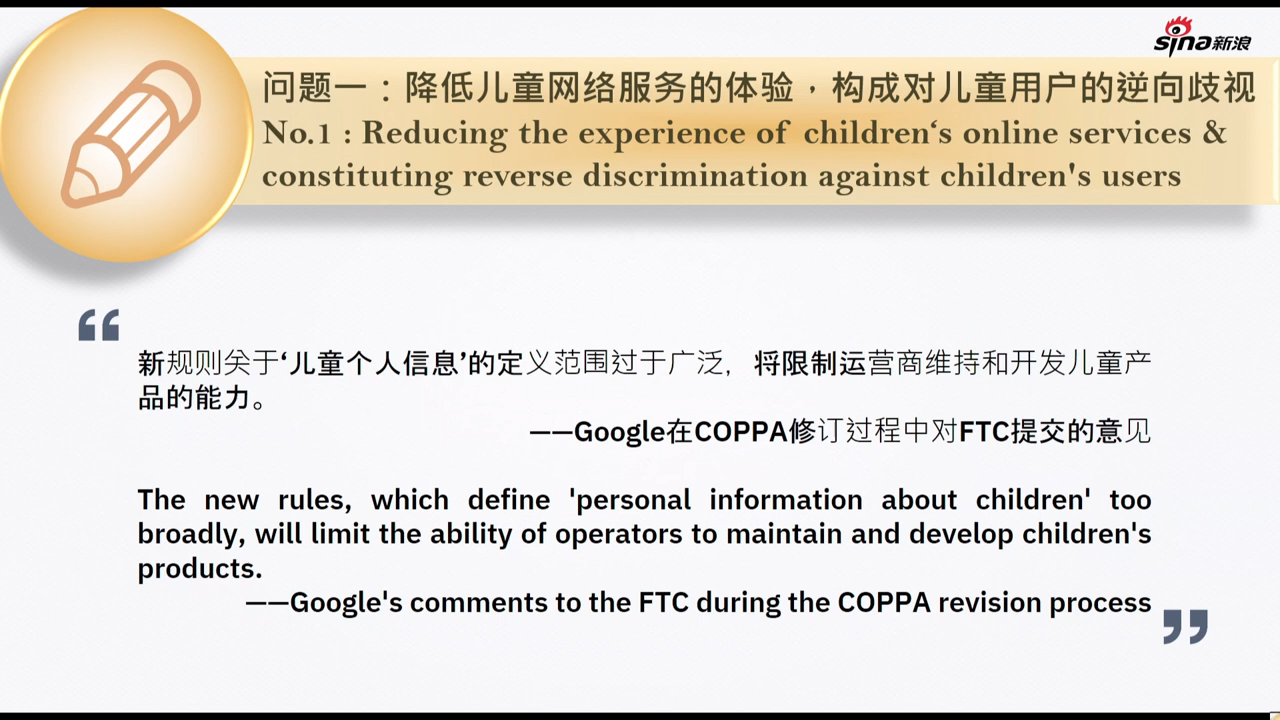 sina新浪
问题一：降低儿童网络服务的体验，构成对儿童用户的逆向歧视
No.1 : Reducing the experience of children‘s online services &
constituting reverse discrimination against children's users
“
新规则关于‘儿童个人信息’的定义范围过于广泛，将限制运营商维持和开发儿童产
品的能力。
——Google在COPPA修订过程中对FTC提交的意见
The new rules, which define 'personal information about children' too
broadly, will limit the ability of operators to maintain and develop children's
products.
——Google's comments to the FTC during the COPPA revision process
”